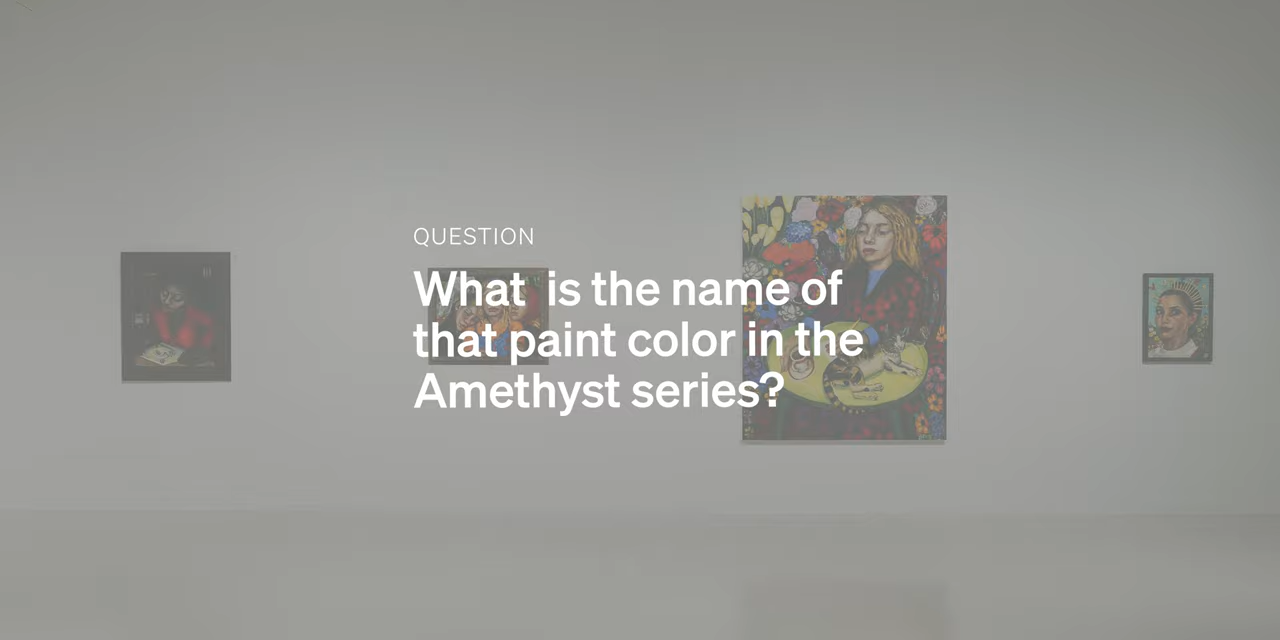 QUESTION
What  is the name of
that paint color in the
Amethyst series?